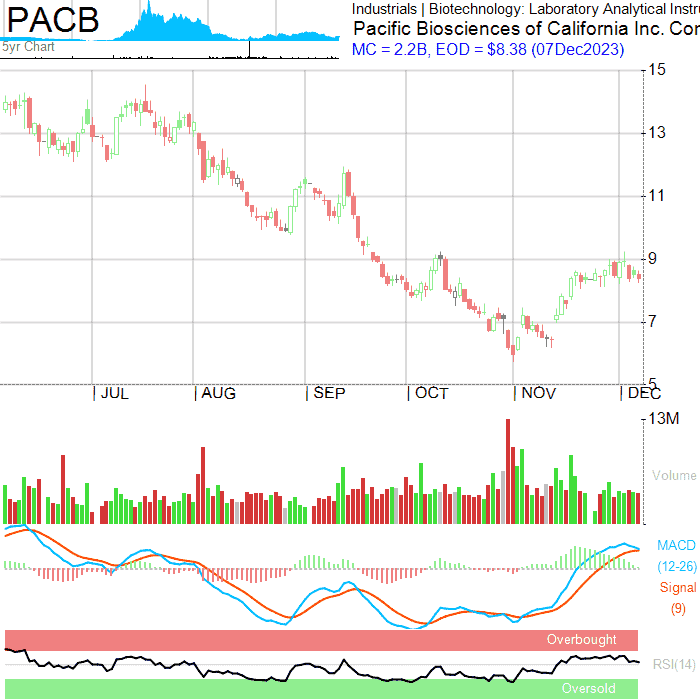 PACB
5yr Chart
Industrials | Biotechnology: Laboratory Analytical Instru
Pacific Biosciences of California Inc. Con
MC = 2.2B, EOD = $8.38 (07Dec2023)
15
13
11
9
7
5
JUL AUG SEP OCT NOV DEC
13M
Volume
MACD
(12-26)
Signal
(9)
Overbought
RSI(14)
Oversold